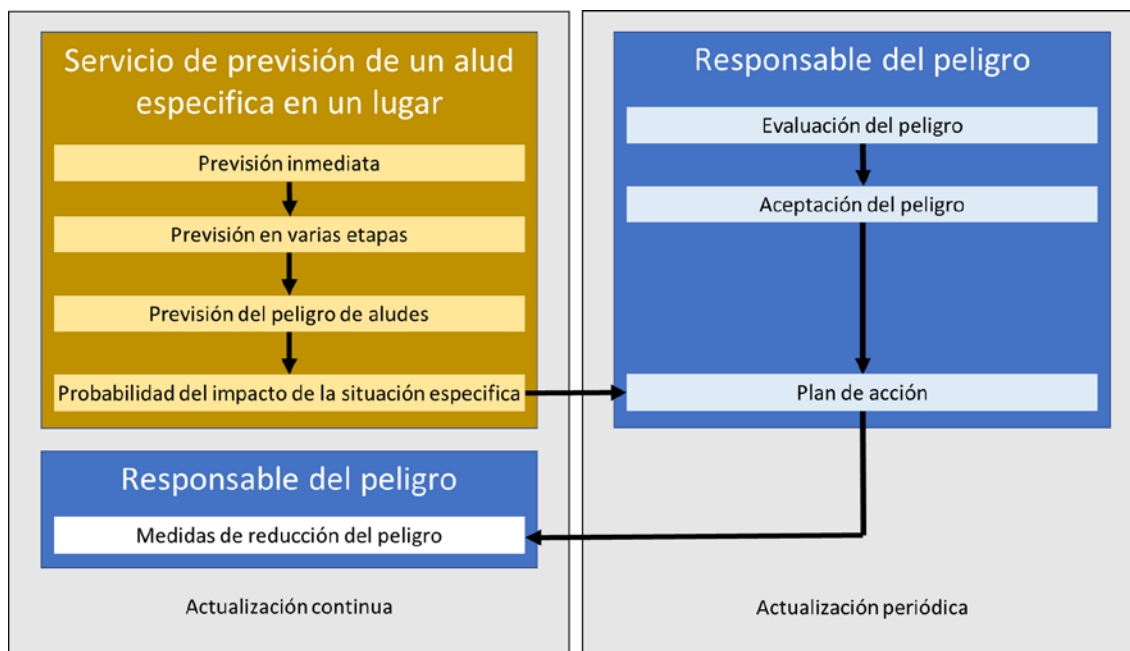 Servicio de previsión de un alud
especifica en un lugar
Previsión inmediata
Previsión en varias etapas
Previsión del peligro de aludes
Probabilidad del impacto de la situación especifica
Responsable del peligro
Medidas de reducción del peligro
Actualización continua
Responsable del peligro
Evaluación del peligro
Aceptación del peligro
Plan de acción
Actualización periódica